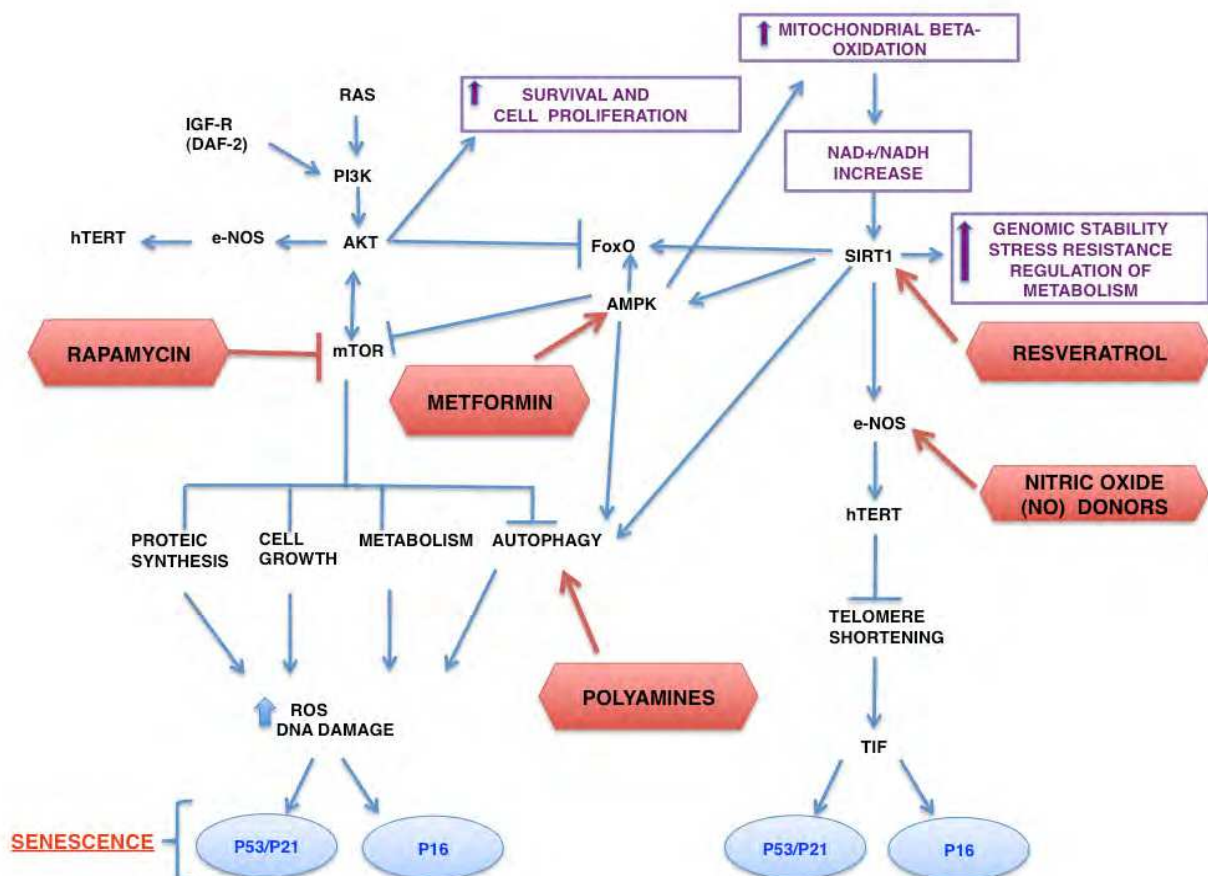 MITOCHONDRIAL BETA-
OXIDATION
RAS
SURVIVAL AND
CELL PROLIFERATION
IGF-R
(DAF-2)
NAD+/NADH
INCREASE
PI3K
hTERT
e-NOS
AKT
FoxO
SIRT1
GENOMIC STABILITY
STRESS RESISTANCE
REGULATION OF
METABOLISM
AMPK
RAPAMYCIN
mTOR
RESVERATROL
METFORMIN
e-NOS
NITRIC OXIDE
(NO) DONORS
hTERT
PROTEIC
SYNTHESIS
CELL
GROWTH
METABOLISM
AUTOPHAGY
TELOMERE
SHORTENING
POLYAMINES
ROS
DNA DAMAGE
TIF
SENESCENCE
P53/P21
P16
P53/P21
P16